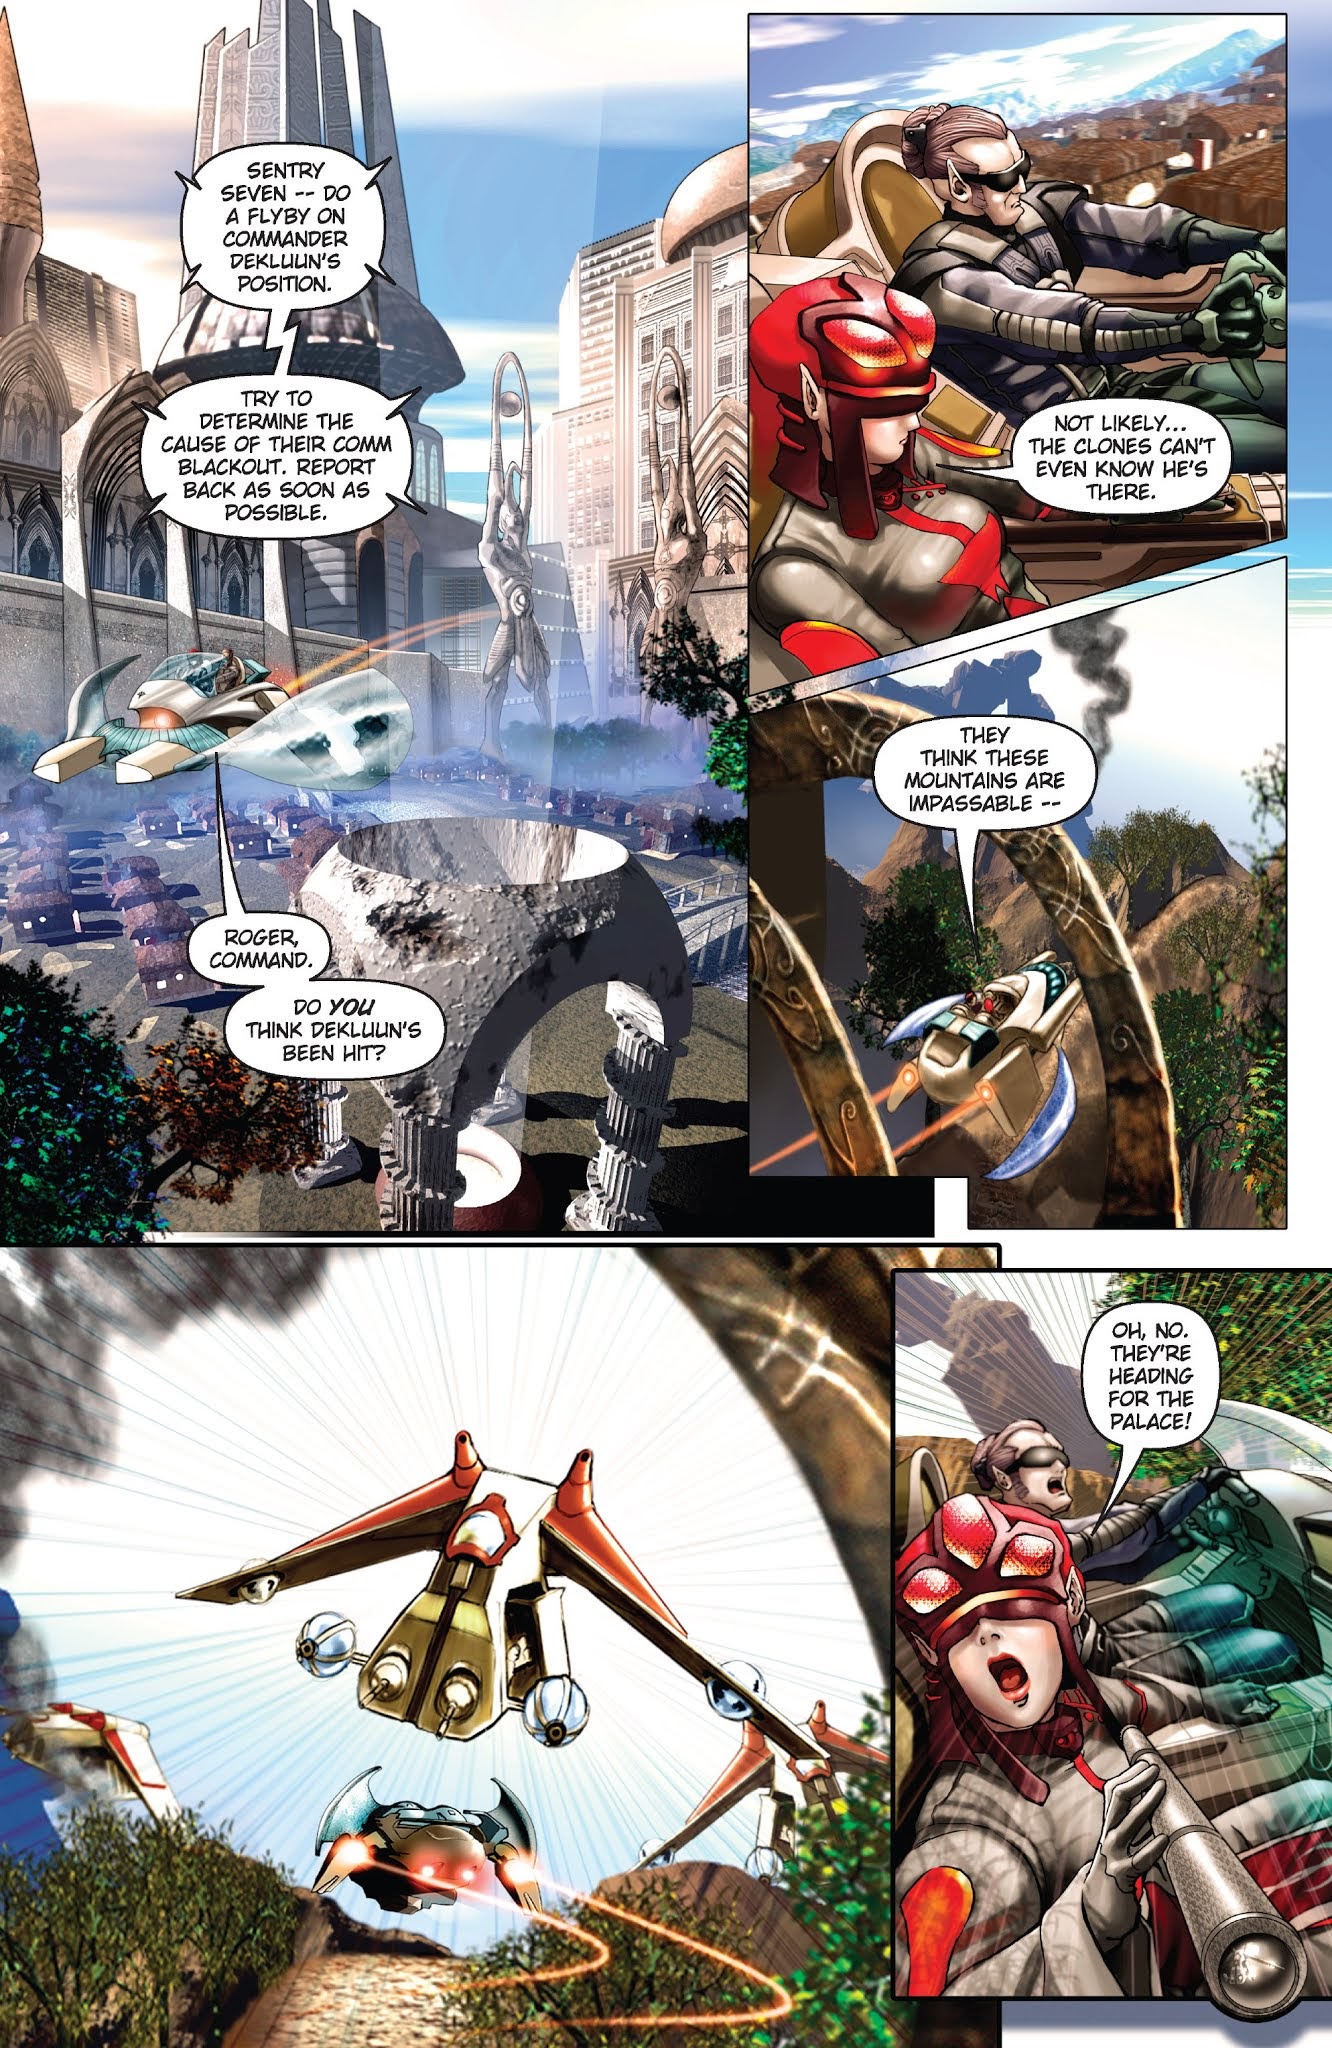 SENTRY
SEVEN -- DO
A FLYBY ON
COMMANDER
DEKLUUN'S
POSITION.
TRY TO
DETERMINE THE
CAUSE OF THEIR COMM
BLACKOUT. REPORT
BACK AS SOON AS
POSSIBLE.
ROGER,
COMMAND.
DO YOU
THINK DEKLUUN'S
BEEN HIT?
NOT LIKELY...
THE CLONES CAN'T
EVEN KNOW HE'S
THERE.
THEY
THINK THESE
MOUNTAINS ARE
IMPASSABLE --
OH, NO.
THEY'RE
HEADING
FOR THE
PALACE!